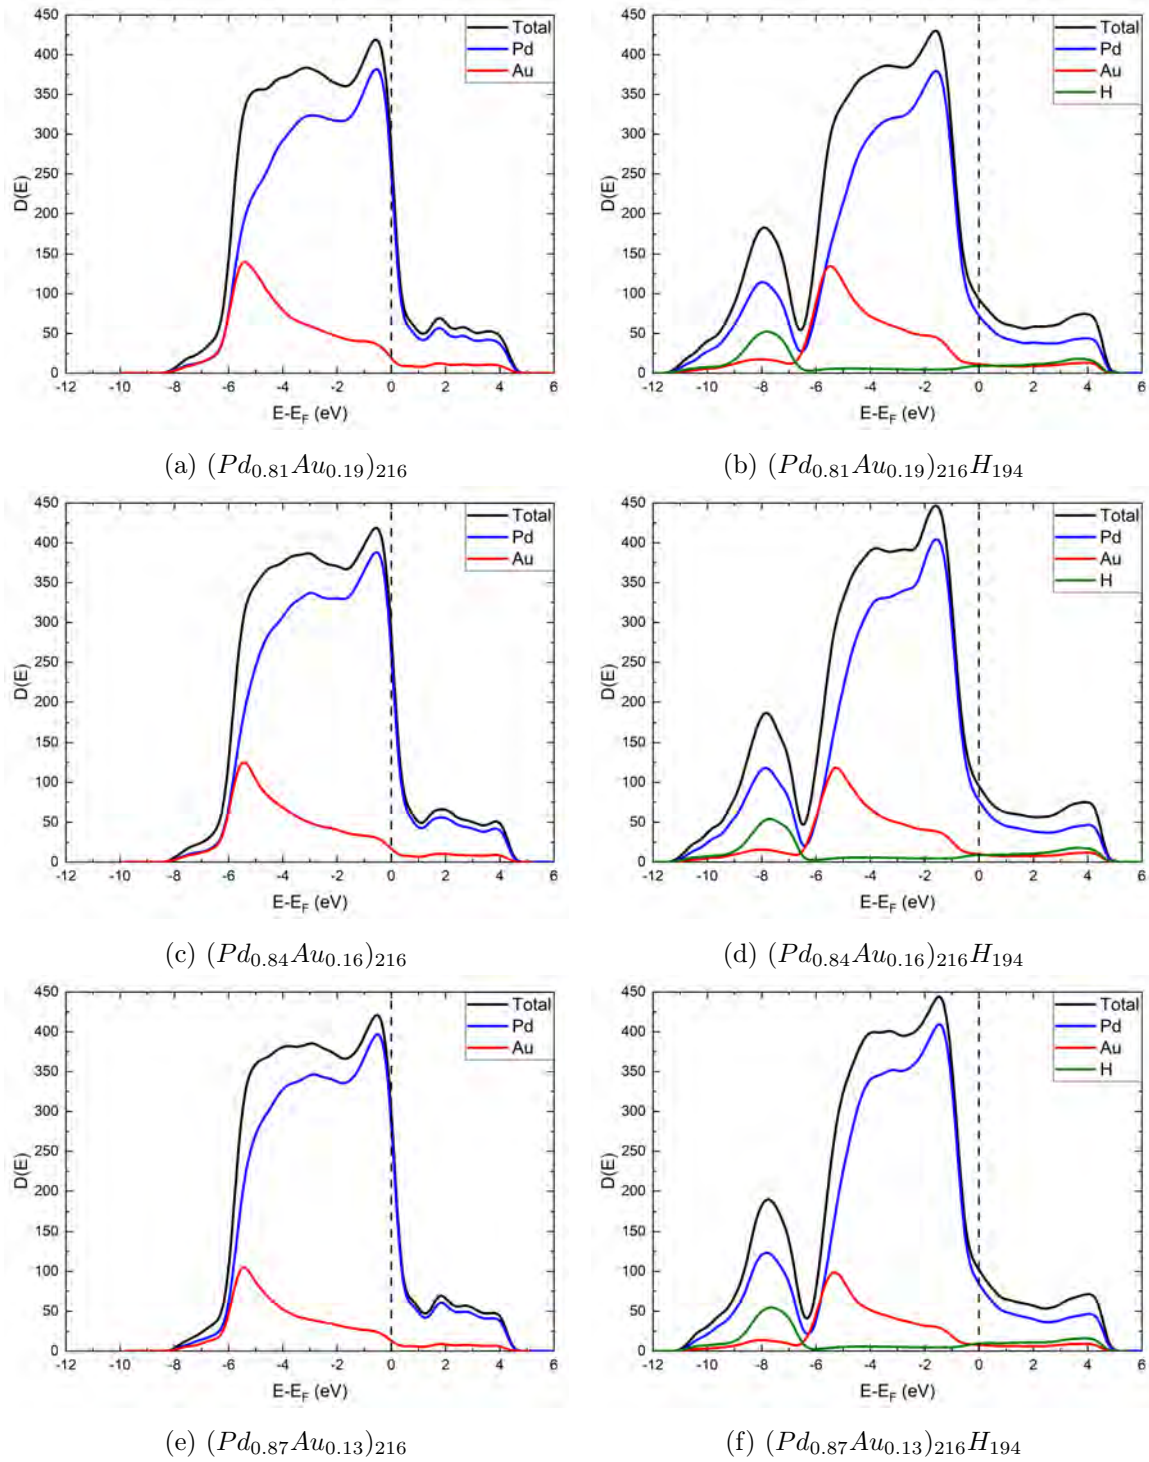 450
400
350
300
250
200
150
100
50
0
D(E)
Total
Pd
Au
-12 -10 -8 -6 -4 -2 0 2 4 6
E-E_F (eV)
(a) (Pd_{0.81}Au_{0.19})_{216}
450
400
350
300
250
200
150
100
50
0
D(E)
Total
Pd
Au
H
-12 -10 -8 -6 -4 -2 0 2 4 6
E-E_F (eV)
(b) (Pd_{0.81}Au_{0.19})_{216}H_{194}
450
400
350
300
250
200
150
100
50
0
D(E)
Total
Pd
Au
-12 -10 -8 -6 -4 -2 0 2 4 6
E-E_F (eV)
(c) (Pd_{0.84}Au_{0.16})_{216}
450
400
350
300
250
200
150
100
50
0
D(E)
Total
Pd
Au
H
-12 -10 -8 -6 -4 -2 0 2 4 6
E-E_F (eV)
(d) (Pd_{0.84}Au_{0.16})_{216}H_{194}
450
400
350
300
250
200
150
100
50
0
D(E)
Total
Pd
Au
-12 -10 -8 -6 -4 -2 0 2 4 6
E-E_F (eV)
(e) (Pd_{0.87}Au_{0.13})_{216}
450
400
350
300
250
200
150
100
50
0
D(E)
Total
Pd
Au
H
-12 -10 -8 -6 -4 -2 0 2 4 6
E-E_F (eV)
(f) (Pd_{0.87}Au_{0.13})_{216}H_{194}